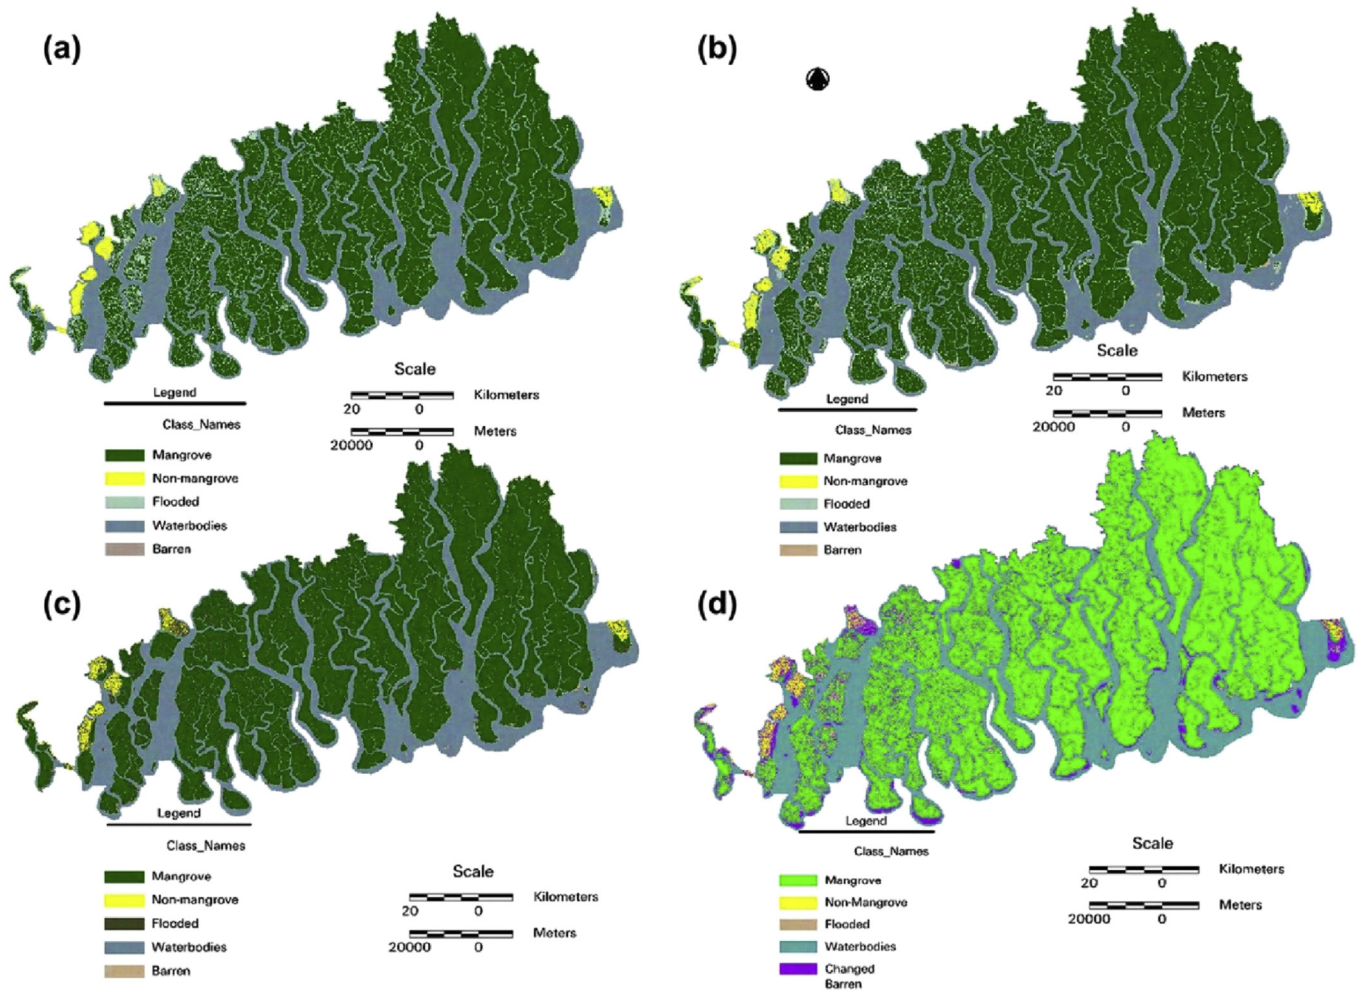 (a)
Scale
20 0 Kilometers
20000 0 Meters
Legend
Class_Names
Mangrove
Non-mangrove
Flooded
Waterbodies
Barren
(b)
Scale
20 0 Kilometers
20000 0 Meters
Legend
Class_Names
Mangrove
Non-mangrove
Flooded
Waterbodies
Barren
(c)
Legend
Class_Names
Mangrove
Non-mangrove
Flooded
Waterbodies
Barren
Scale
20 0 Kilometers
20000 0 Meters
(d)
Legend
Class_Names
Mangrove
Non-Mangrove
Flooded
Waterbodies
Changed
Barren
Scale
20 0 Kilometers
20000 0 Meters